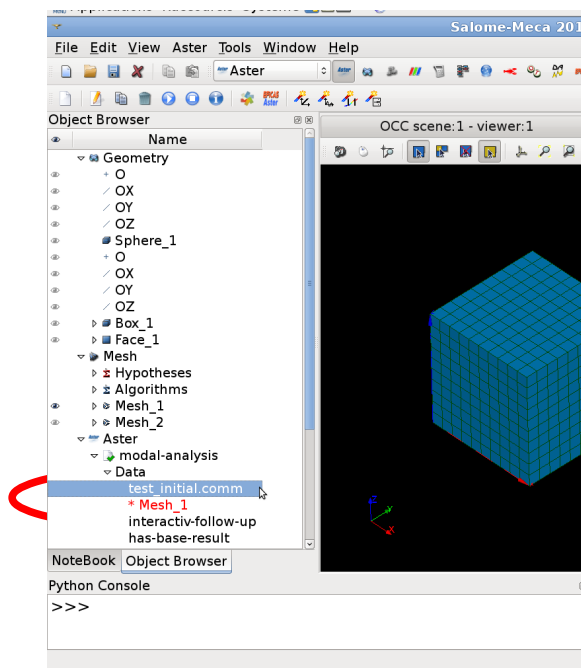 Salome-Meca 201
File Edit View Aster Tools Window Help
Aster
Object Browser
OCC scene:1 - viewer:1
Name
Geometry
O
OX
OY
OZ
Sphere_1
O
OX
OY
OZ
Box_1
Face_1
Mesh
Hypotheses
Algorithms
Mesh_1
Mesh_2
Aster
modal-analysis
Data
test_initial.comm
* Mesh_1
interactiv-follow-up
has-base-result
NoteBook Object Browser
Python Console
>>>
Z
Y
X